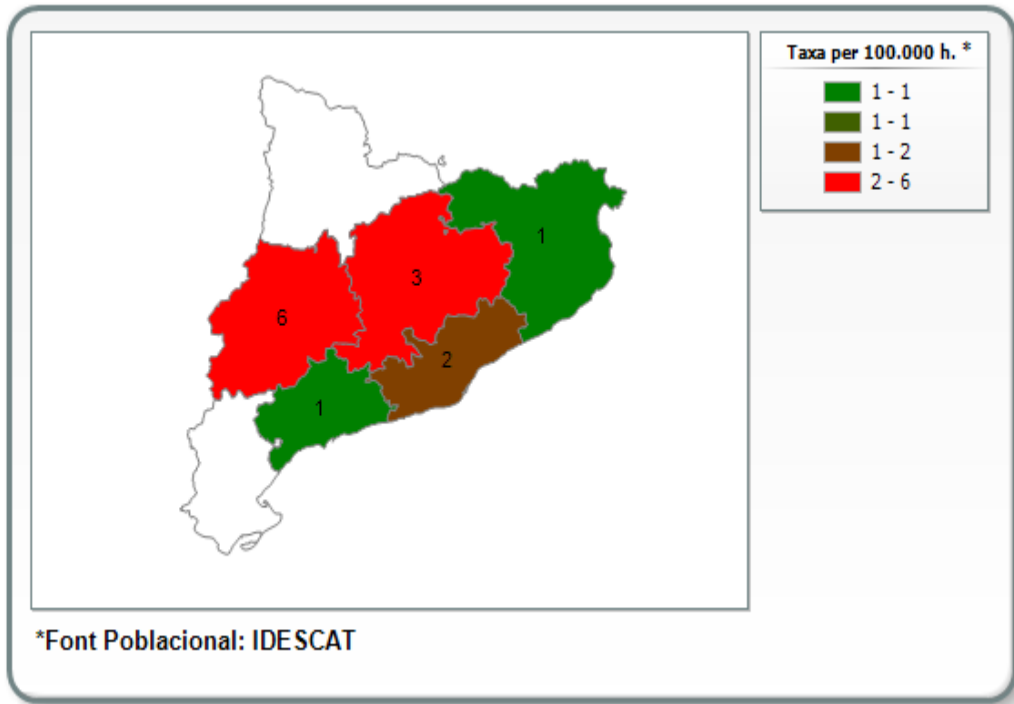 Taxa per 100.000 h. *
1 - 1
1 - 1
1 - 2
2 - 6
1
3
6
2
1
*Font Poblacional: IDESCAT